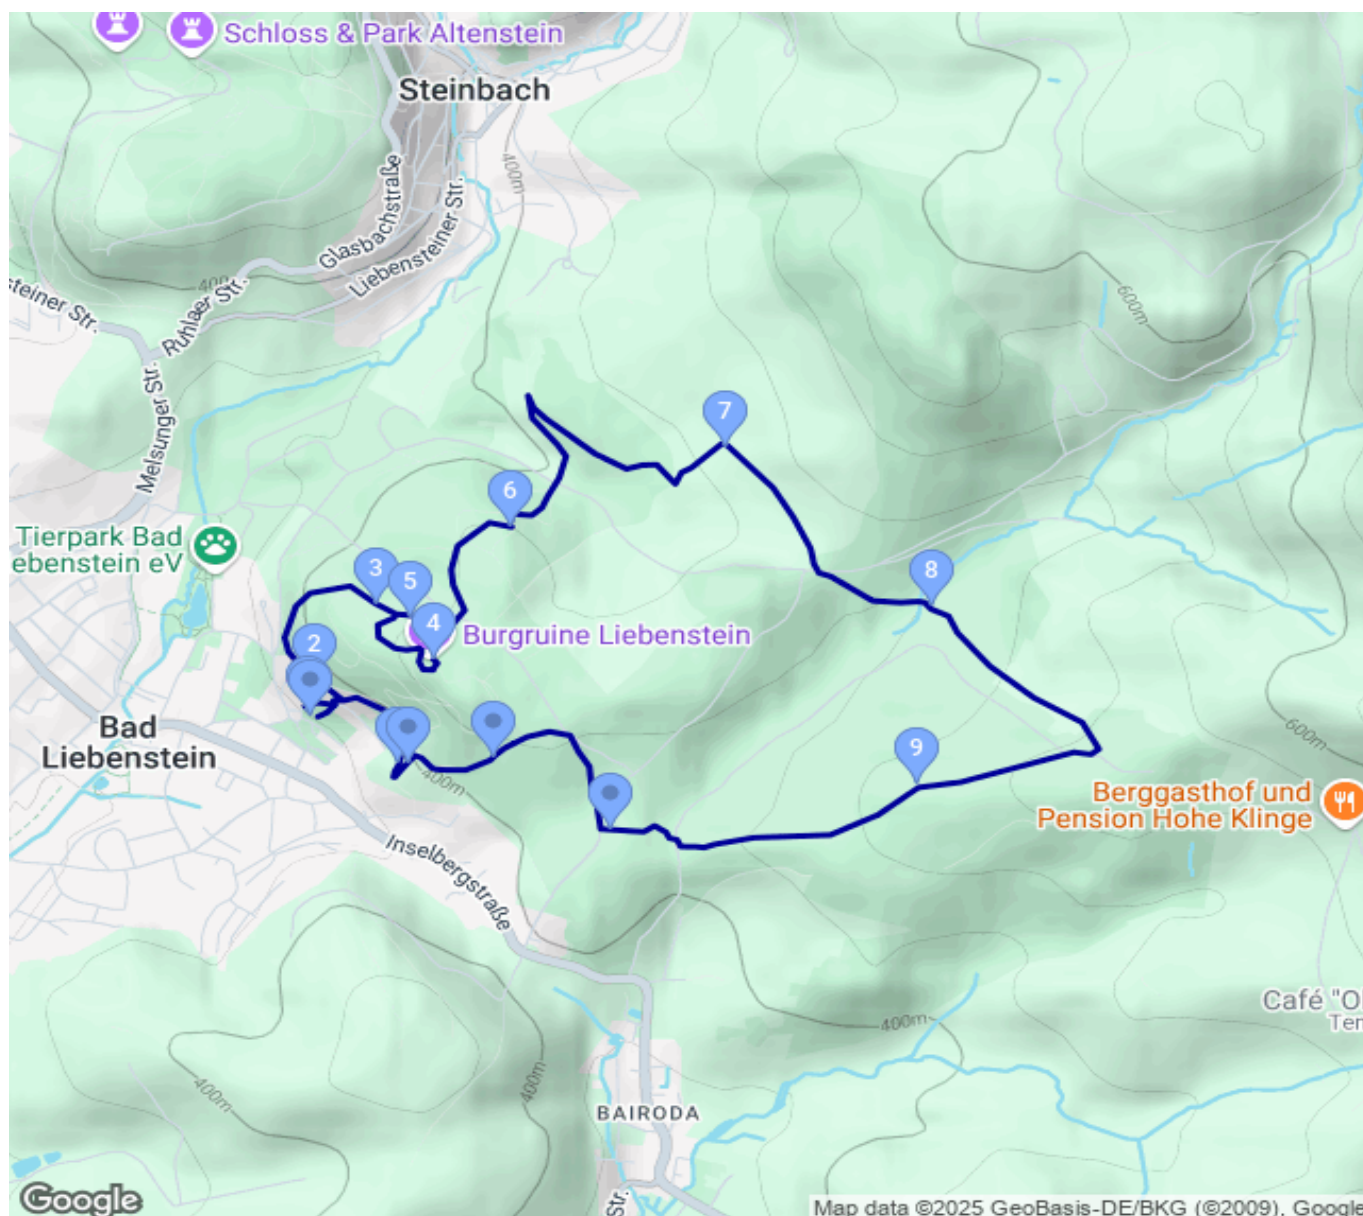 Schloss & Park Altenstein
Steinbach
400m
Glasbachstraße
Liebensteiner Str.
400
steiner Str.
Ruhlaer Str.
600m
Melsunger Str.
7
6
Tierpark Bad
ebenstein eV
3
5
8
4
Burgruine Liebenstein
2
Bad
Liebenstein
600m
9
400m
Berggasthof und
Pension Hohe Klinge
Inselbergstraße
Café "O
Ter
400m
400m
400m
BAIRODA
Str.
Google
Map data ©2025 GeoBasis-DE/BKG (©2009), Google